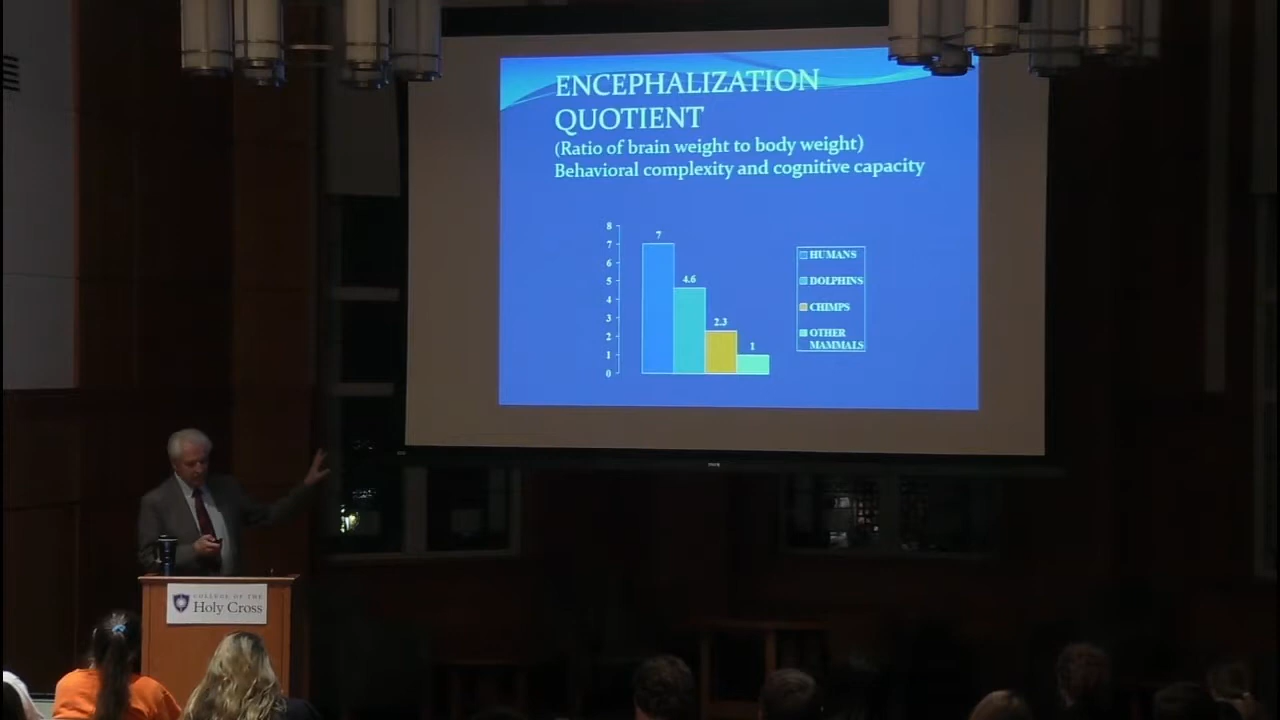 ENCEPHALIZATION
QUOTIENT
(Ratio of brain weight to body weight)
Behavioral complexity and cognitive capacity
8
7
6
5
4
3
2
1
0
7
4.6
2.3
1
HUMANS
DOLPHINS
CHIMPS
OTHER
MAMMALS
COLLEGE OF THE
Holy Cross